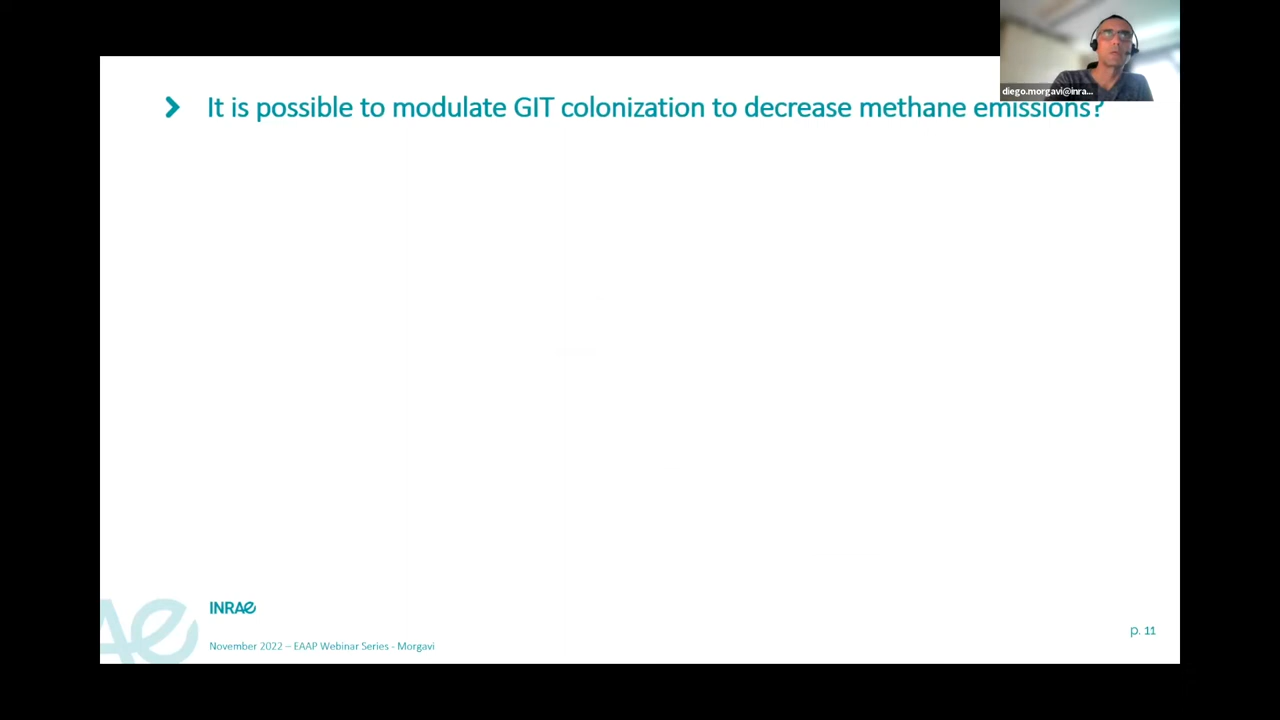 diego.morgavi@inra...
It is possible to modulate GIT colonization to decrease methane emissions?
INRAE
November 2022 – EAAP Webinar Series - Morgavi
p. 11